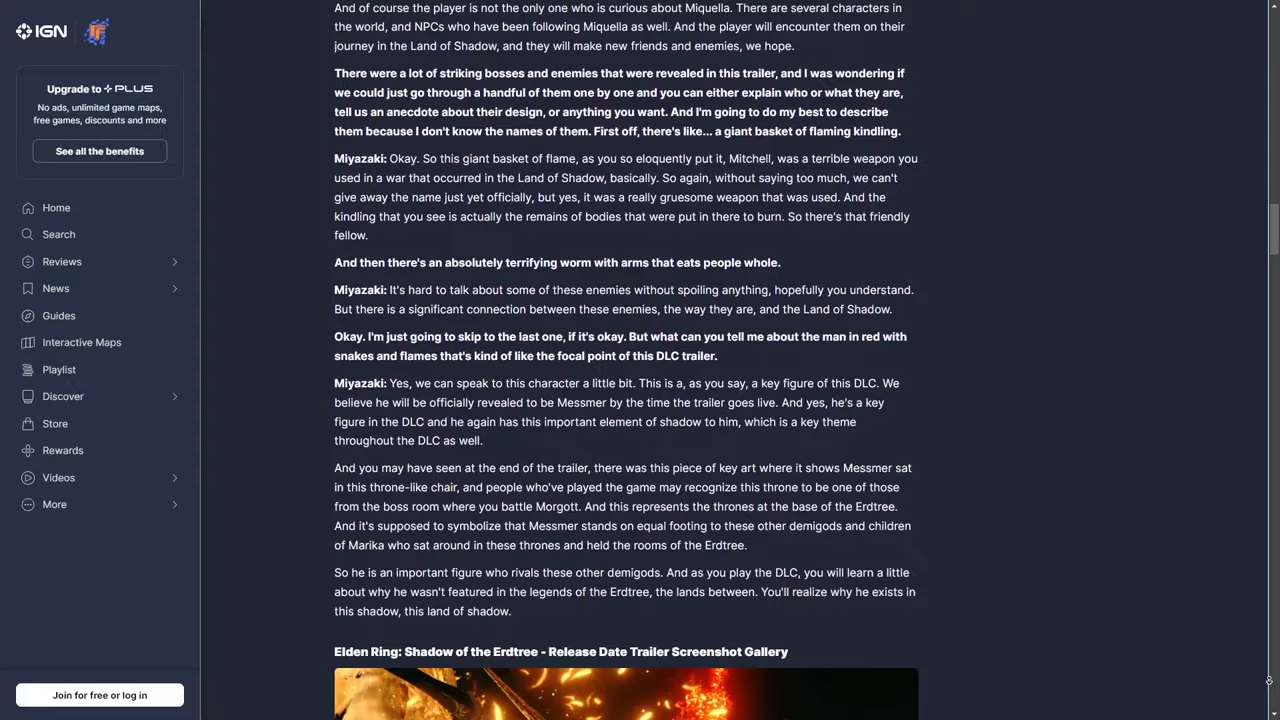 IGN
Upgrade to PLUS
No ads, unlimited game maps,
free games, discounts and more
See all the benefits
Home
Search
Reviews
News
Guides
Interactive Maps
Playlist
Discover
Store
Rewards
Videos
More
Join for free or log in
And of course the player is not the only one who is curious about Miquella. There are several characters in
the world, and NPCs who have been following Miquella as well. And the player will encounter them on their
journey in the Land of Shadow, and they will make new friends and enemies, we hope.
There were a lot of striking bosses and enemies that were revealed in this trailer, and I was wondering if
we could just go through a handful of them one by one and you can either explain who or what they are,
tell us an anecdote about their design, or anything you want. And I'm going to do my best to describe
them because I don't know the names of them. First off, there's like... a giant basket of flaming kindling.
Miyazaki: Okay. So this giant basket of flame, as you so eloquently put it, Mitchell, was a terrible weapon you
used in a war that occurred in the Land of Shadow, basically. So again, without saying too much, we can't
give away the name just yet officially, but yes, it was a really gruesome weapon that was used. And the
kindling that you see is actually the remains of bodies that were put in there to burn. So there's that friendly
fellow.
And then there's an absolutely terrifying worm with arms that eats people whole.
Miyazaki: It's hard to talk about some of these enemies without spoiling anything, hopefully you understand.
But there is a significant connection between these enemies, the way they are, and the Land of Shadow.
Okay. I'm just going to skip to the last one, if it's okay. But what can you tell me about the man in red with
snakes and flames that's kind of like the focal point of this DLC trailer.
Miyazaki: Yes, we can speak to this character a little bit. This is a, as you say, a key figure of this DLC. We
believe he will be officially revealed to be Messmer by the time the trailer goes live. And yes, he's a key
figure in the DLC and he again has this important element of shadow to him, which is a key theme
throughout the DLC as well.
And you may have seen at the end of the trailer, there was this piece of key art where it shows Messmer sat
in this throne-like chair, and people who've played the game may recognize this throne to be one of those
from the boss room where you battle Morgott. And this represents the thrones at the base of the Erdtree.
And it's supposed to symbolize that Messmer stands on equal footing to these other demigods and children
of Marika who sat around in these thrones and held the rooms of the Erdtree.
So he is an important figure who rivals these other demigods. And as you play the DLC, you will learn a little
about why he wasn't featured in the legends of the Erdtree, the lands between. You'll realize why he exists in
this shadow, this land of shadow.
Elden Ring: Shadow of the Erdtree - Release Date Trailer Screenshot Gallery